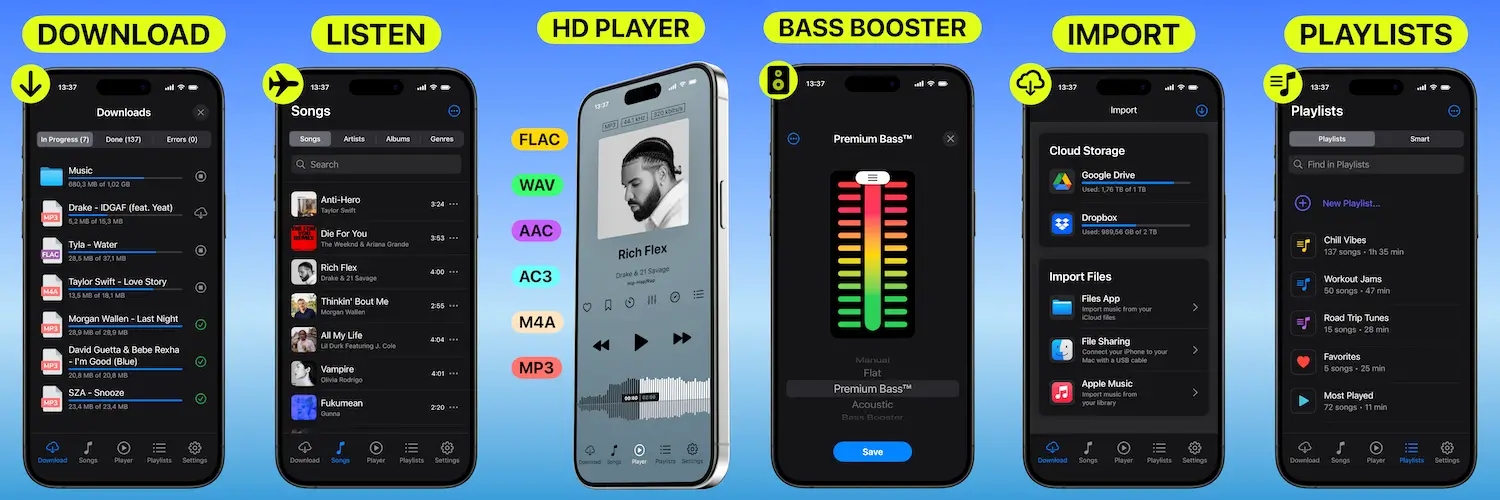 DOWNLOAD
13:37
Downloads
In Progress (7)
Done (137)
Errors (0)
Music
680,3 MB of 1,02 GB
MP3
Drake - IDGAF (feat. Yeat)
5,2 MB of 15,3 MB
FLAC
Tyla - Water
28,5 MB of 37,1 MB
M4A
Taylor Swift - Love Story
13,5 MB of 18,1 MB
MP3
Morgan Wallen - Last Night
28,9 MB of 28,9 MB
MP3
David Guetta & Bebe Rexha
- I'm Good (Blue)
20,8 MB of 20,8 MB
MP3
SZA - Snooze
23,4 MB of 23,4 MB
Download
Songs
Player
Playlists
Settings
LISTEN
13:37
Songs
Songs
Artists
Albums
Genres
Search
Anti-Hero
Taylor Swift
3:24
Die For You
The Weeknd & Ariana Grande
3:53
Rich Flex
Drake & 21 Savage
4:00
Thinkin' Bout Me
Morgan Wallen
2:55
All My Life
Lil Durk Featuring J. Cole
4:04
Vampire
Olivia Rodrigo
4:01
Fukumean
Gunna
2:20
Download
Songs
Player
Playlists
Settings
HD PLAYER
FLAC
WAV
AAC
AC3
M4A
MP3
13:37
MP3
44.1 kHz
320 kbits/s
Rich Flex
Drake & 21 Savage
Hip-Hop/Rap
00:60
02:06
Download
Songs
Player
Playlists
Settings
BASS BOOSTER
13:37
Premium Bass™
Manual
Flat
Premium Bass™
Acoustic
Bass Booster
Save
IMPORT
13:37
Import
Cloud Storage
Google Drive
Used: 1,76 TB of 1 TB
Dropbox
Used: 989,56 GB of 2 TB
Import Files
Files App
Import music from your
iCloud files
File Sharing
Connect your iPhone to your
Mac with a USB cable
Apple Music
Import music from
your library
Download
Songs
Player
Playlists
Settings
PLAYLISTS
13:37
Playlists
Playlists
Smart
Find in Playlists
New Playlist...
Chill Vibes
137 songs • 1h 35 min
Workout Jams
50 songs • 47 min
Road Trip Tunes
15 songs • 28 min
Favorites
5 songs • 25 min
Most Played
72 songs • 11 min
Download
Songs
Player
Playlists
Settings